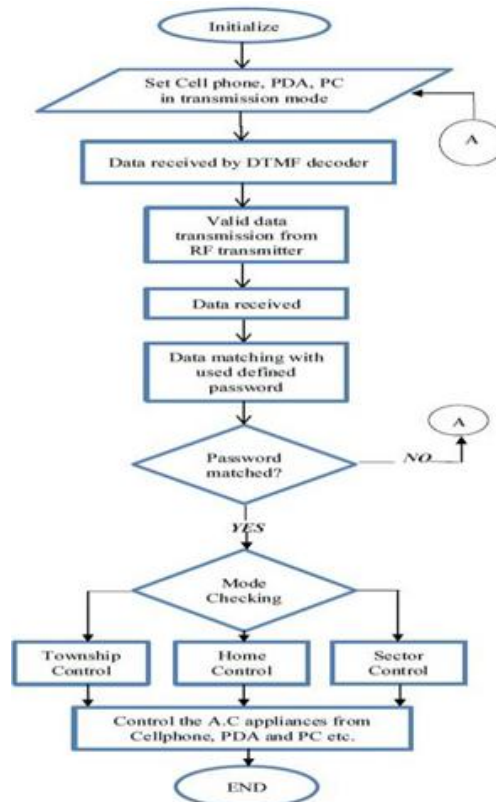 Initialize
Set Cell phone, PDA, PC
in transmission mode
A
Data received by DTMF decoder
Valid data
transmission from
RF transmitter
Data received
Data matching with
used defined
password
A
Password
matched?
NO
YES
Mode
Checking
Township
Control
Home
Control
Sector
Control
Control the A.C appliances from
Cellphone, PDA and PC etc.
END